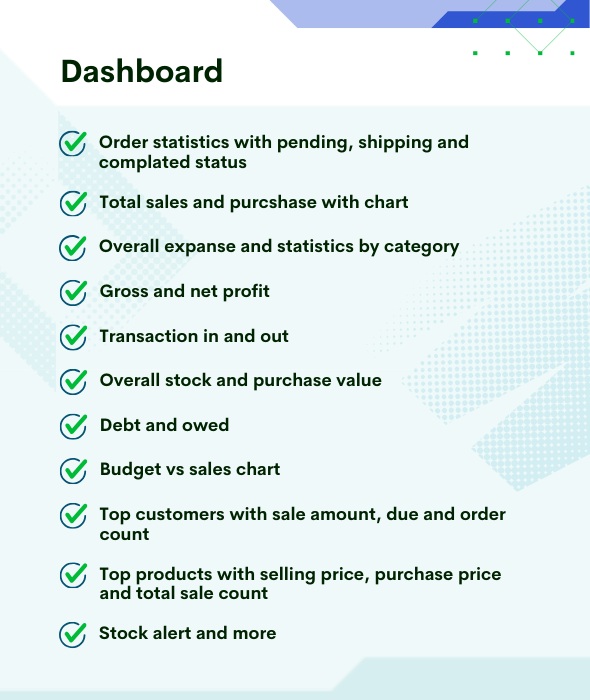 Dashboard
Order statistics with pending, shipping and
complated status
Total sales and purcshase with chart
Overall expanse and statistics by category
Gross and net profit
Transaction in and out
Overall stock and purchase value
Debt and owed
Budget vs sales chart
Top customers with sale amount, due and order
count
Top products with selling price, purchase price
and total sale count
Stock alert and more